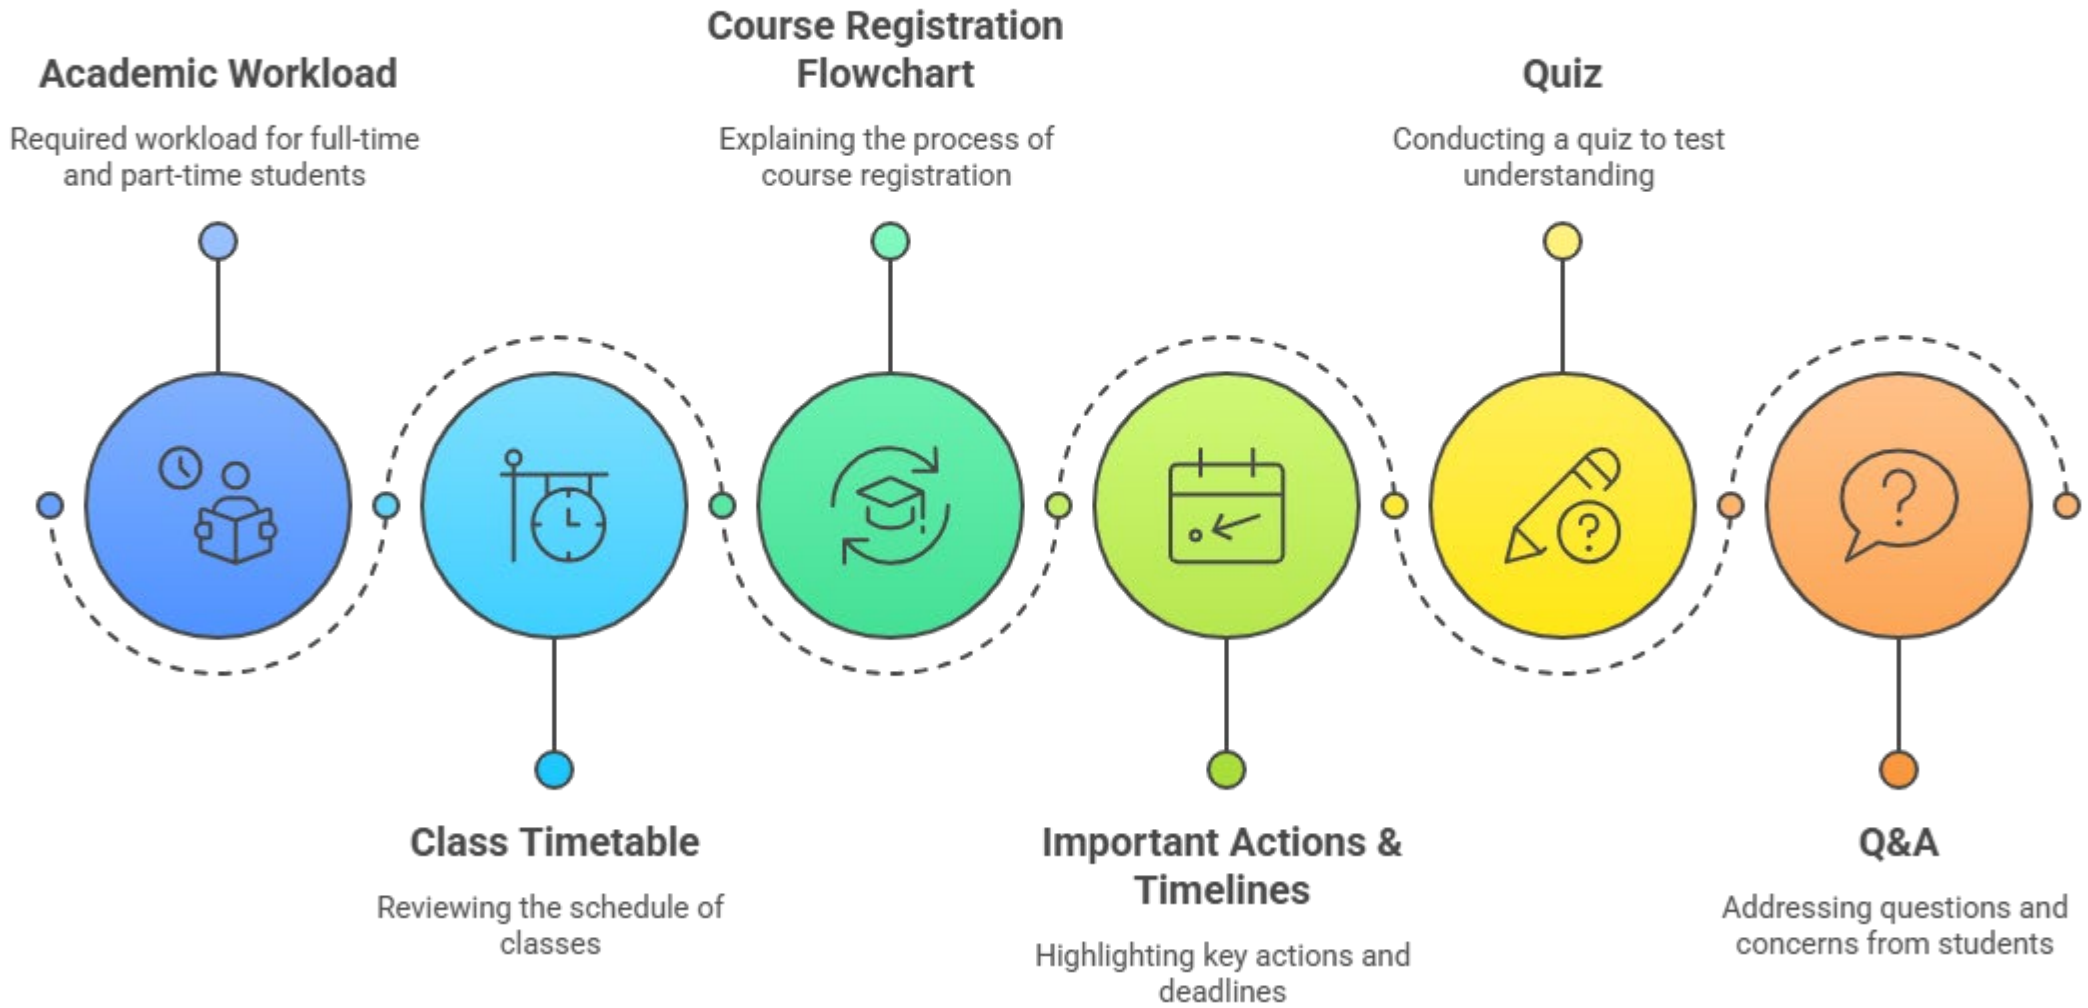 Academic Workload
Required workload for full-time
and part-time students
Class Timetable
Reviewing the schedule of
classes
Course Registration
Flowchart
Explaining the process of
course registration
Important Actions &
Timelines
Highlighting key actions and
deadlines
Quiz
Conducting a quiz to test
understanding
Q&A
Addressing questions and
concerns from students